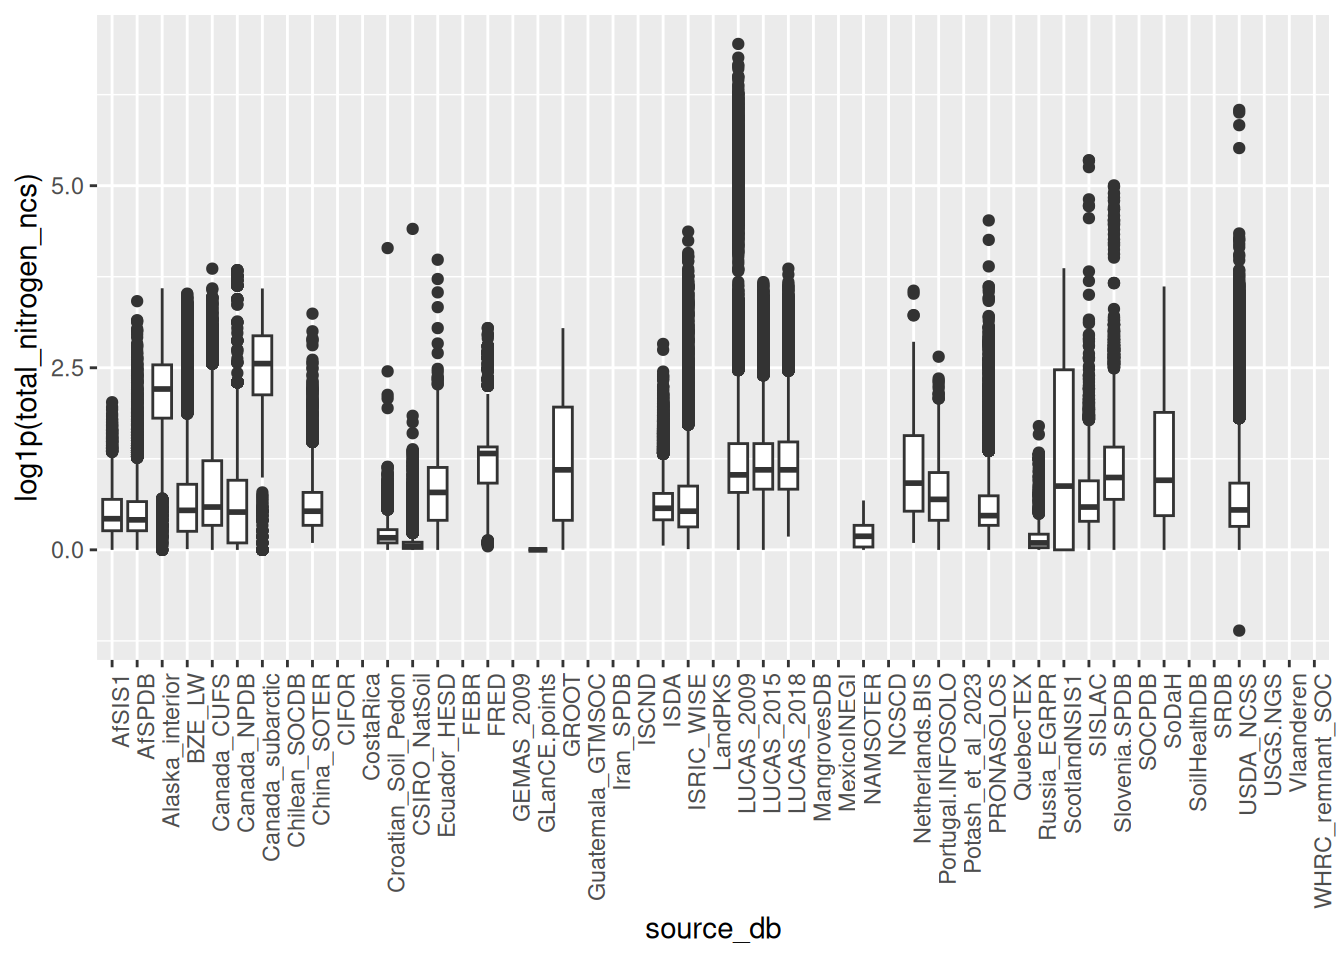 log1p(total_nitrogen_ncs)
5.0
2.5
0.0
AfSIS1
AfSPDB
Alaska_interior
BZE_LW
Canada_CUFS
Canada_NPDB
Canada_subarctic
Chilean_SOCDB
China_SOTER
CIFOR
CostaRica
Croatian_Soil_Pedon
CSIRO_NatSoil
Ecuador_HESD
FEBR
FRED
GEMAS_2009
GLanCE.points
GROOT
Guatemala_GTMSOC
Iran_SPDB
ISCND
ISDA
ISRIC_WISE
LandPKS
LUCAS_2009
LUCAS_2015
LUCAS_2018
MangrovesDB
MexicoINEGI
NAMSOTER
NCSCD
Netherlands.BIS
Portugal.INFOSOLO
Potash_et_al_2023
PRONASOLOS
QuebecTEX
Russia_EGRPR
ScotlandNSIS1
SISLAC
Slovenia.SPDB
SOCPDB
SoDaH
SoilHealthDB
SRDB
USDA_NCSS
USGS.NGS
Vlaanderen
WHRC_remnant_SOC
source_db